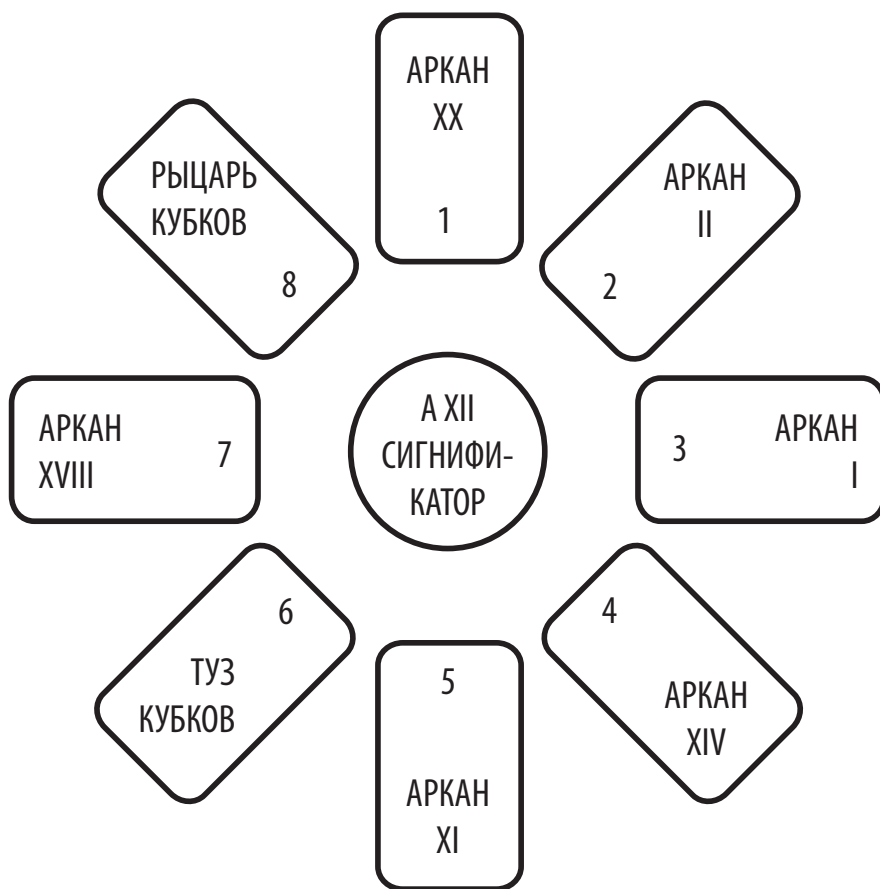 АРКАН
XX
1
АРКАН
II
2
3
АРКАН
I
4
АРКАН
XIV
5
АРКАН
XI
6
ТУЗ
КУБКОВ
АРКАН
XVIII
7
РЫЦАРЬ
КУБКОВ
8
А XII
СИГНИФИ-
КАТОР